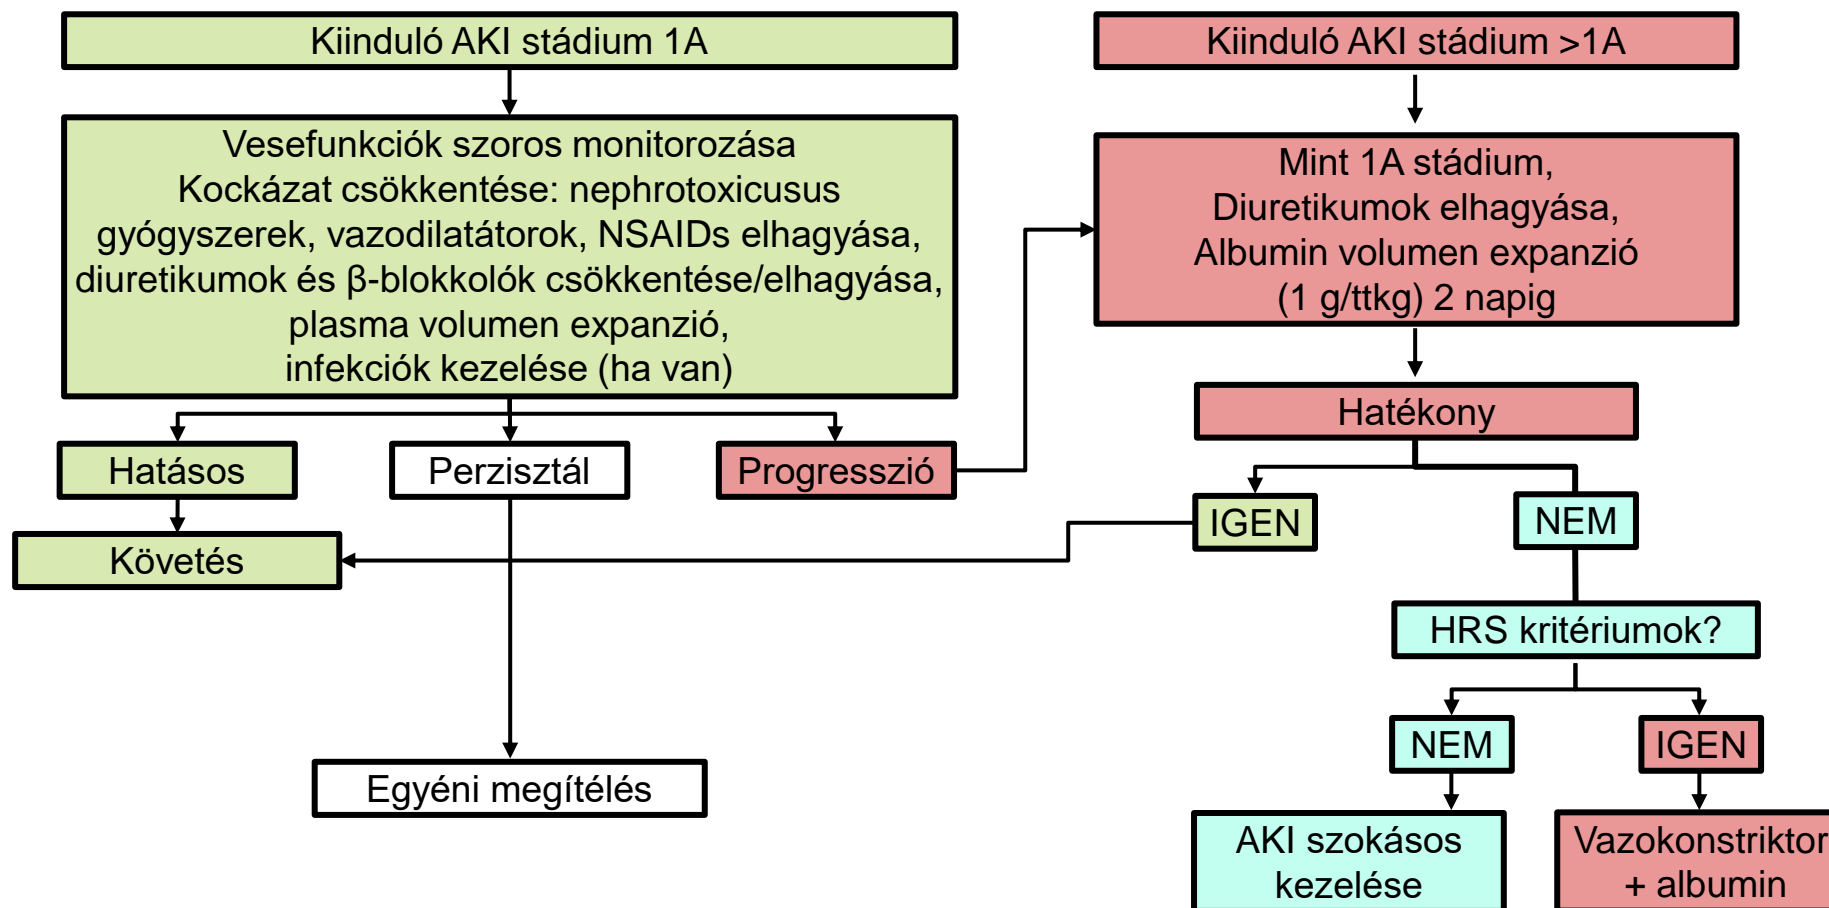 Kiinduló AKI stádium 1A
Vesefunkciók szoros monitorozása
Kockázat csökkentése: nephrotoxicusus
gyógyszerek, vazodilatátorok, NSAIDs elhagyása,
diuretikumok és β-blokkolók csökkentése/elhagyása,
plasma volumen expanzió,
infekciók kezelése (ha van)
Hatásos
Perzisztál
Progresszió
Követés
Egyéni megítélés
Kiinduló AKI stádium >1A
Mint 1A stádium,
Diuretikumok elhagyása,
Albumin volumen expanzió
(1 g/ttkg) 2 napig
Hatékony
IGEN
NEM
HRS kritériumok?
NEM
IGEN
AKI szokásos
kezelése
Vazokonstriktor
+ albumin